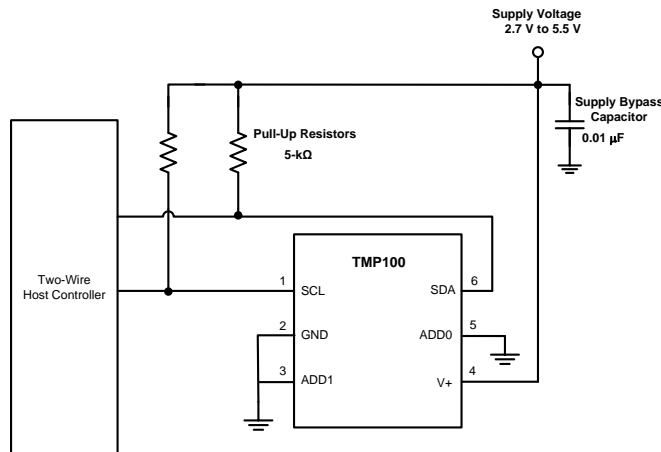 Supply Voltage
2.7 V to 5.5 V
Supply Bypass
Capacitor
0.01 µF
Pull-Up Resistors
5-kΩ
Two-Wire
Host Controller
TMP100
1
SCL
SDA
6
2
GND
ADD0
5
3
ADD1
V+
4